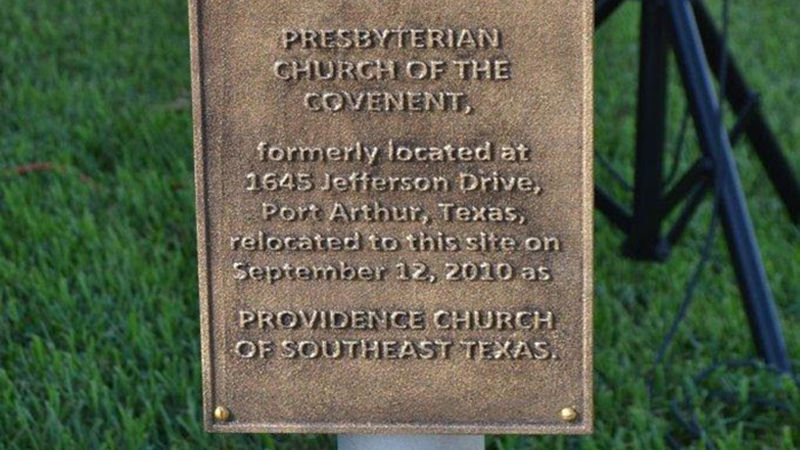 PRESBYTERIAN
CHURCH OF THE
COVENENT,
formerly located at
1645 Jefferson Drive,
Port Arthur, Texas,
relocated to this site on
September 12, 2010 as
PROVIDENCE CHURCH
OF SOUTHEAST TEXAS.